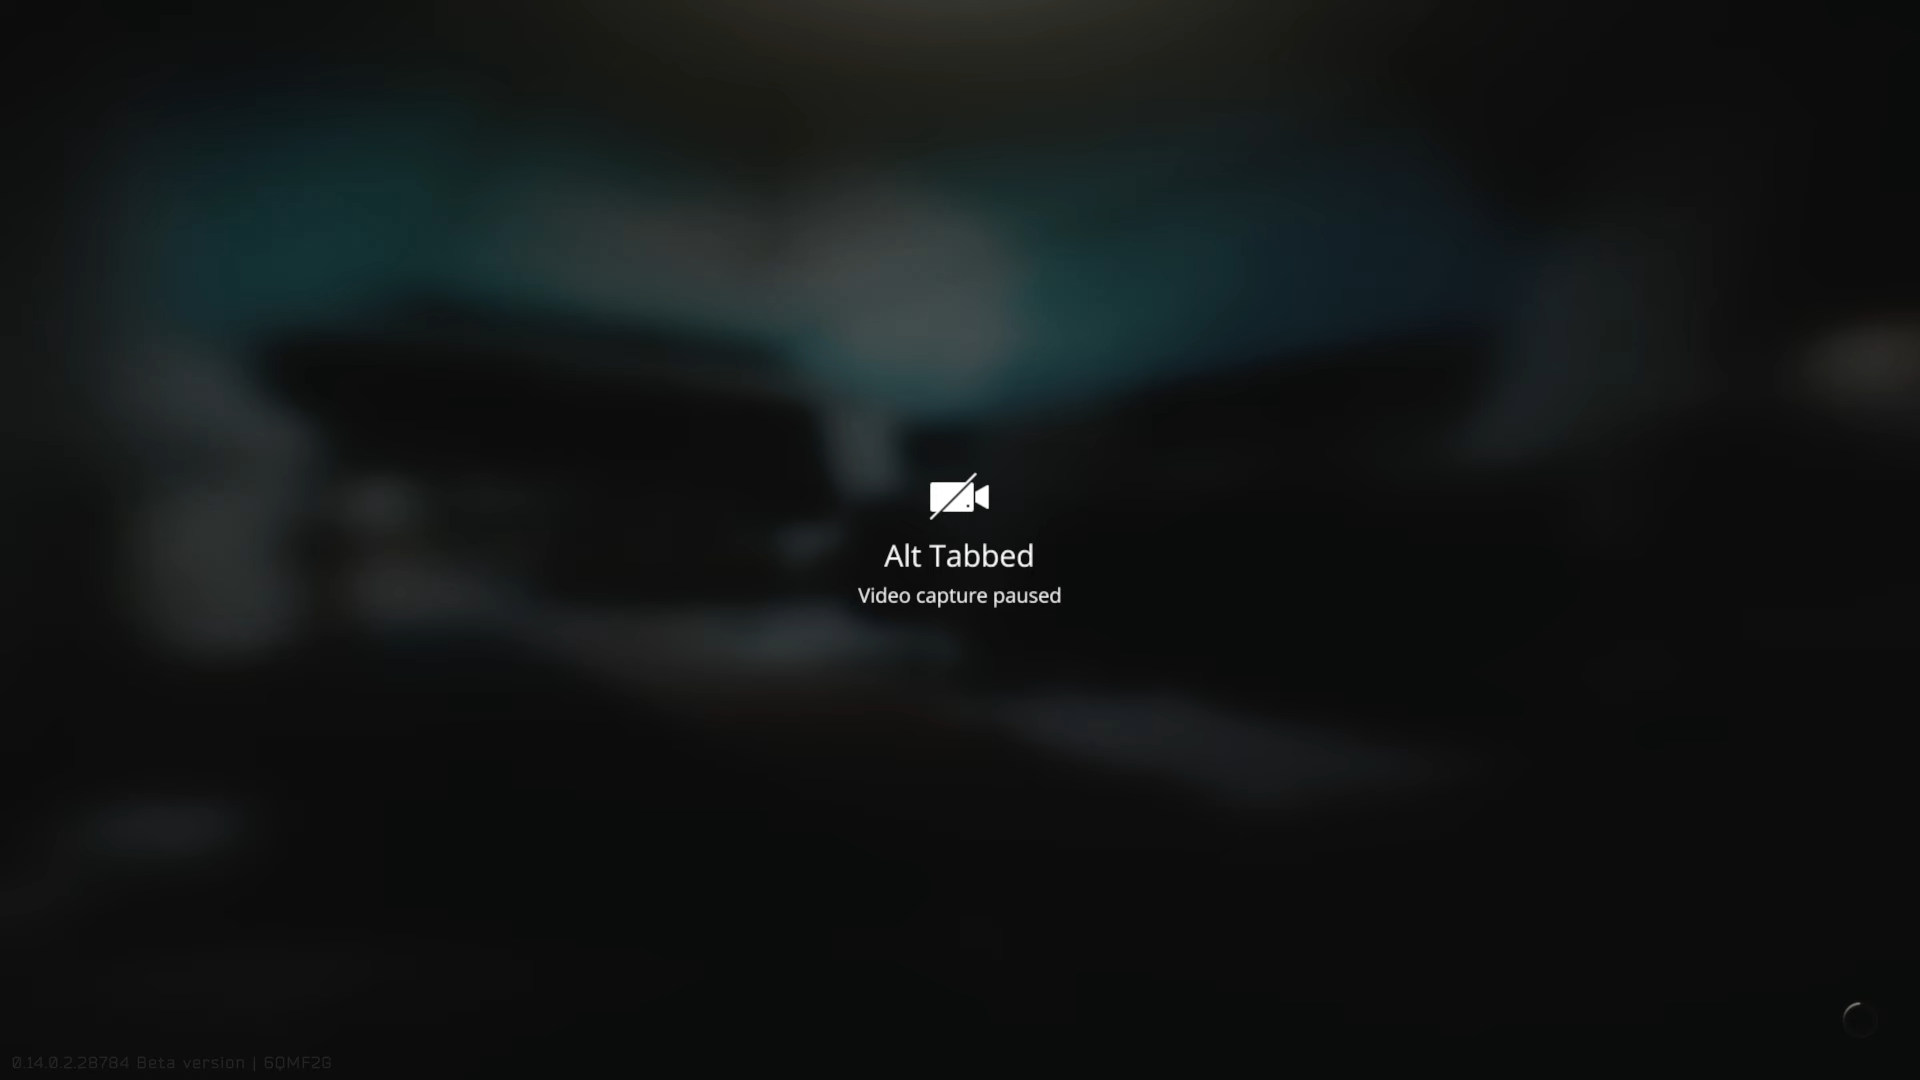 Alt Tabbed
Video capture paused
0.14.0.2.28784 Beta version | 6QMF2G